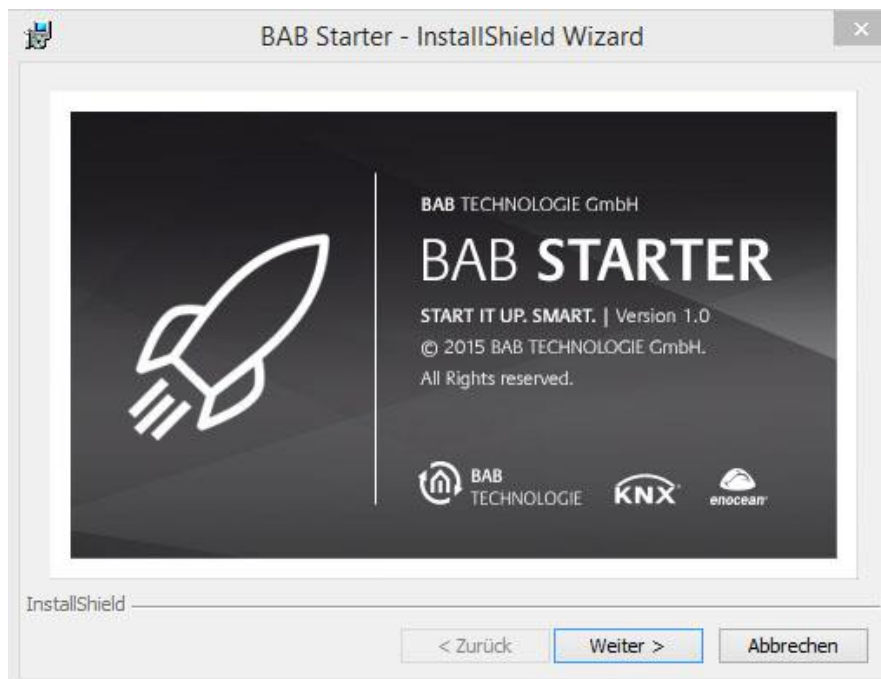 BAB Starter - InstallShield Wizard
BAB TECHNOLOGIE GmbH
BAB STARTER
START IT UP. SMART. | Version 1.0
© 2015 BAB TECHNOLOGIE GmbH.
All Rights reserved.
BAB
TECHNOLOGIE
KNX
enocean
InstallShield
< Zurück
Weiter >
Abbrechen